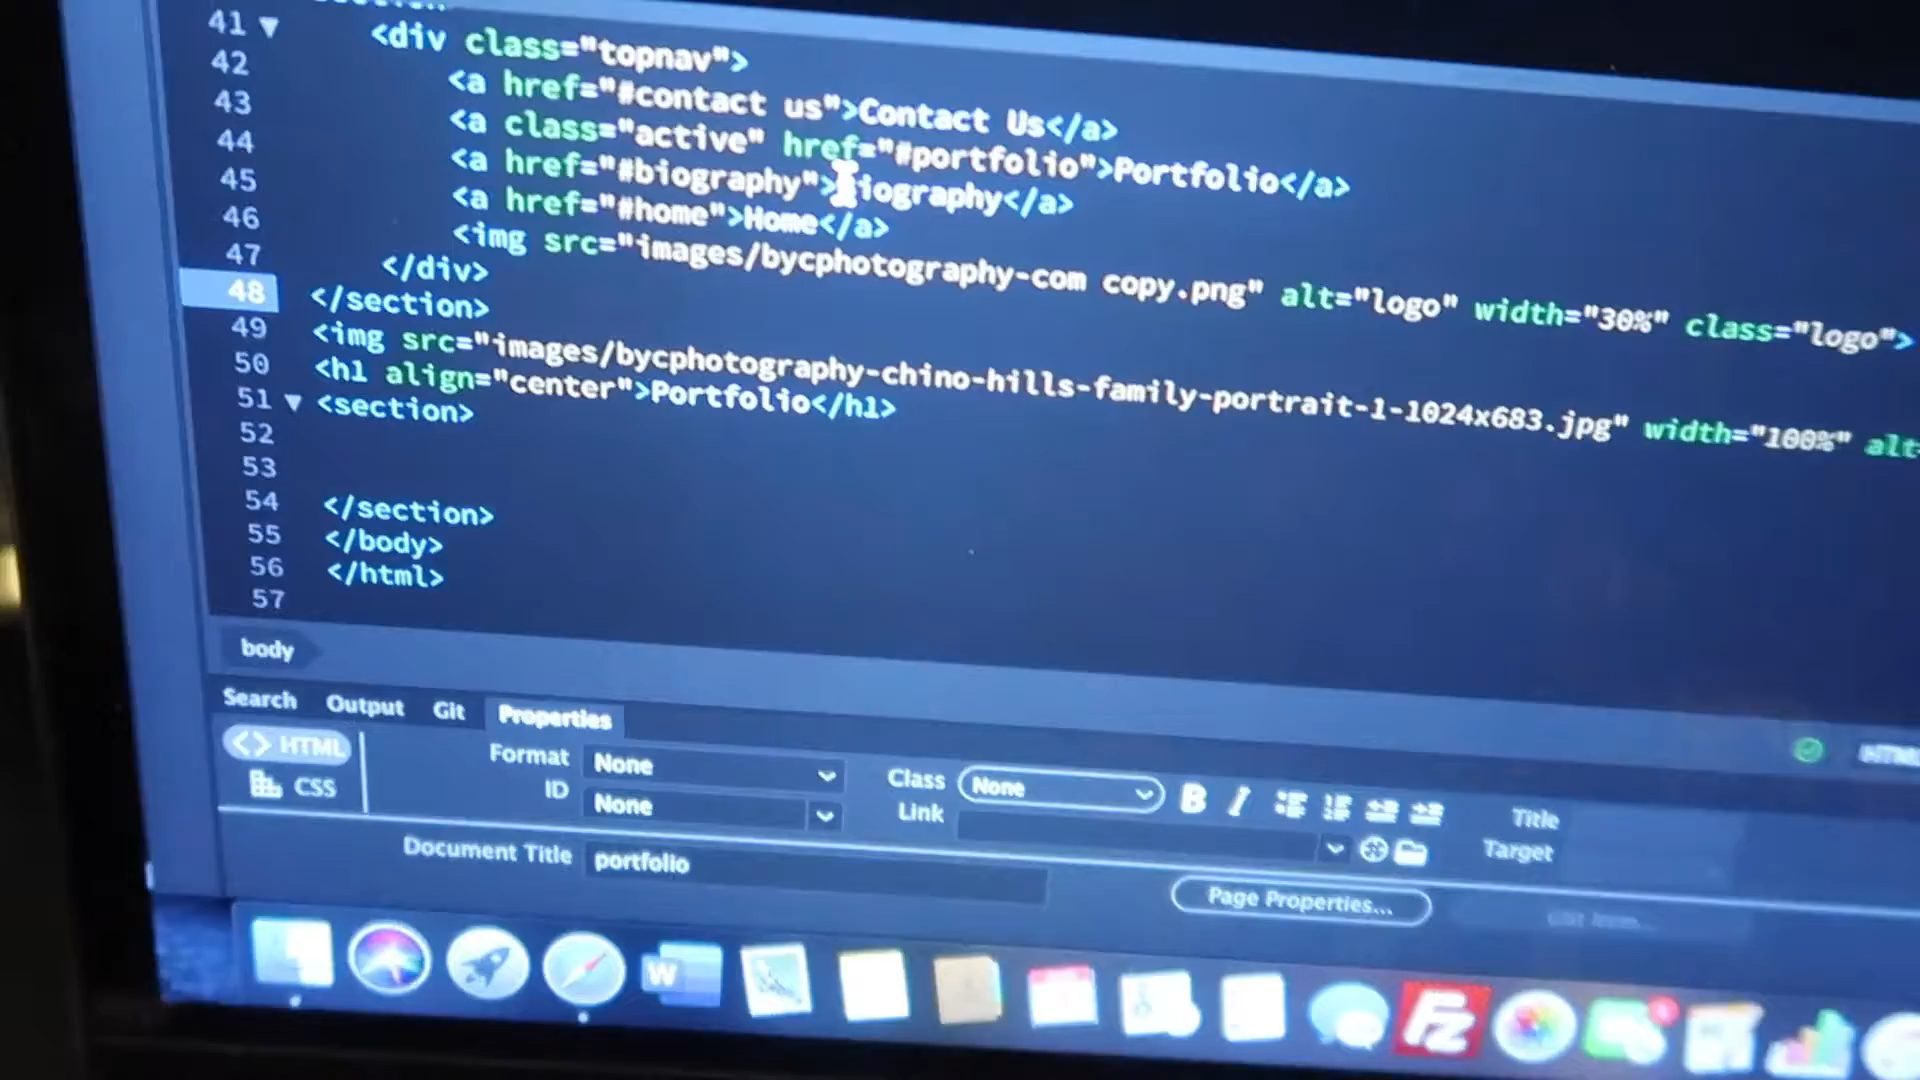 41 ▼ <div class="topnav">
42 <a href="#contact us">Contact Us</a>
43 <a class="active" href="#portfolio">Portfolio</a>
44 <a href="#biography">Biography</a>
45 <a href="#home">Home</a>
46 <img src="images/bycphotography-com copy.png" alt="logo" width="30%" class="logo">
47 </div>
48 </section>
49 <img src="images/bycphotography-chino-hills-family-portrait-1-1024x683.jpg" width="100%" alt
50 <h1 align="center">Portfolio</h1>
51 ▼ <section>
52
53
54 </section>
55 </body>
56 </html>
57
body
Search Output Git Properties
<> HTML
CSS
Format None
ID None
Class None
Link
Title
Target
HTML
Document Title portfolio
Page Properties...
W
FZ